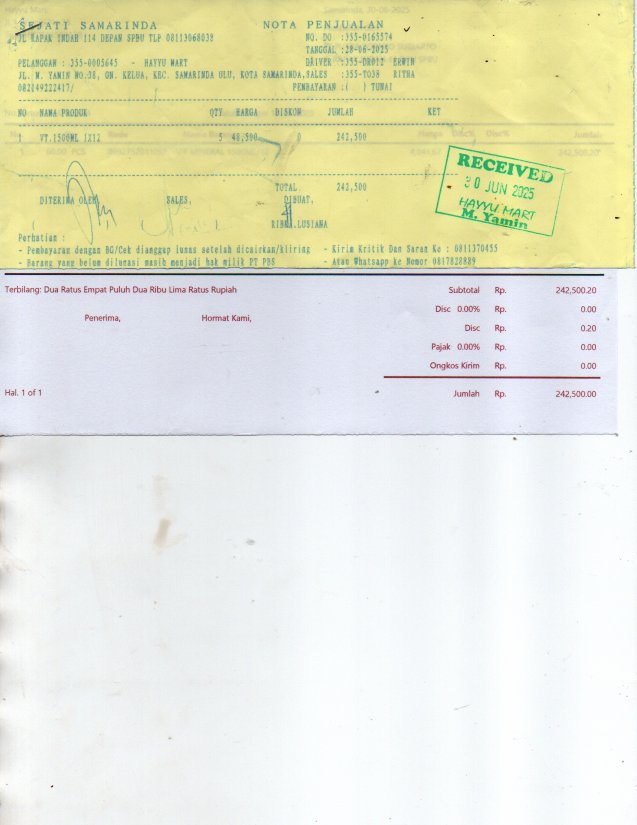 SEJATI SAMARINDA NOTA PENJUALAN
JL RAPAK INDAH 114 DEPAN SPBU TLP 08113068038 NO. DO :355-0165574
TANGGAL :28-06-2025
PELANGGAN : 355-0005645 - HAYYU MART DRIVER :355-DR012 ERWIN
JL. M. YAMIN NO.38, GN. KELUA, KEC. SAMARINDA ULU, KOTA SAMARINDA,SALES :355-TO38 RITHA
082149222417/ PEMBAYARAN :( ) TUNAI
NO NAMA PRODUK QTY HARGA DISKON JUMLAH KET
1 VT.1500ML 1X12 5 48,500 0 242,500
TOTAL 242,500
DITERIMA OLEH SALES, DIBUAT,
RIBKA.LUSIANA
RECEIVED
30 JUN 2025
HAYYU MART
M. Yamin
Perhatian :
- Pembayaran dengan BG/Cek dianggap lunas setelah dicairkan/kliring - Kirim Kritik Dan Saran Ke : 0811370455
- Barang yang belum dilunasi masih menjadi hak milik PT PBS - Atau Whatsapp ke Nomor 0817828889
Terbilang: Dua Ratus Empat Puluh Dua Ribu Lima Ratus Rupiah Subtotal Rp. 242,500.20
Disc 0.00% Rp. 0.00
Penerima, Hormat Kami,
Disc Rp. 0.20
Pajak 0.00% Rp. 0.00
Ongkos Kirim Rp. 0.00
Hal. 1 of 1 Jumlah Rp. 242,500.00